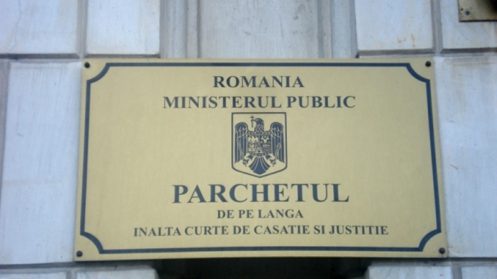 ROMANIA
MINISTERUL PUBLIC
PARCHETUL
DE PE LANGA
INALTA CURTE DE CASATIE SI JUSTITIE